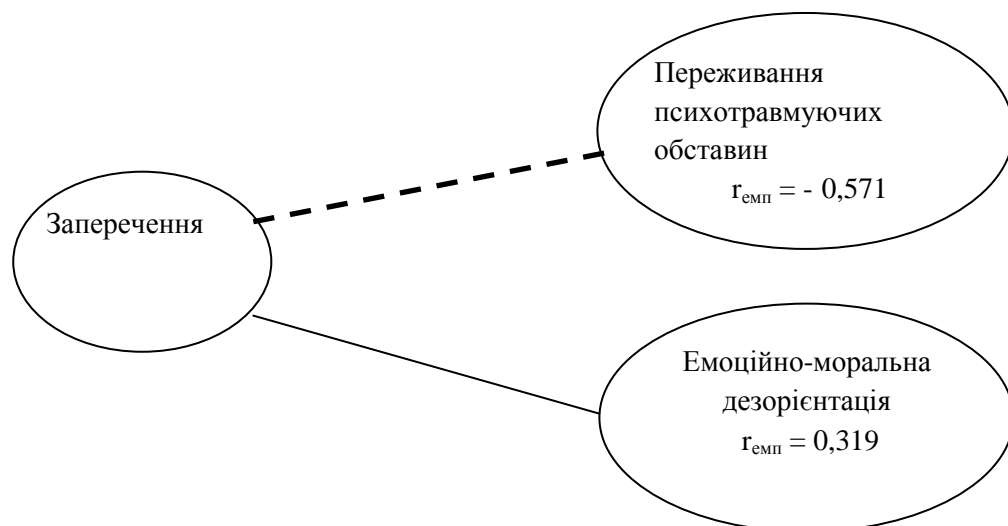 Переживання
психотравмуючих
обставин
rемп = - 0,571
Заперечення
Емоційно-моральна
дезорієнтація
rемп = 0,319